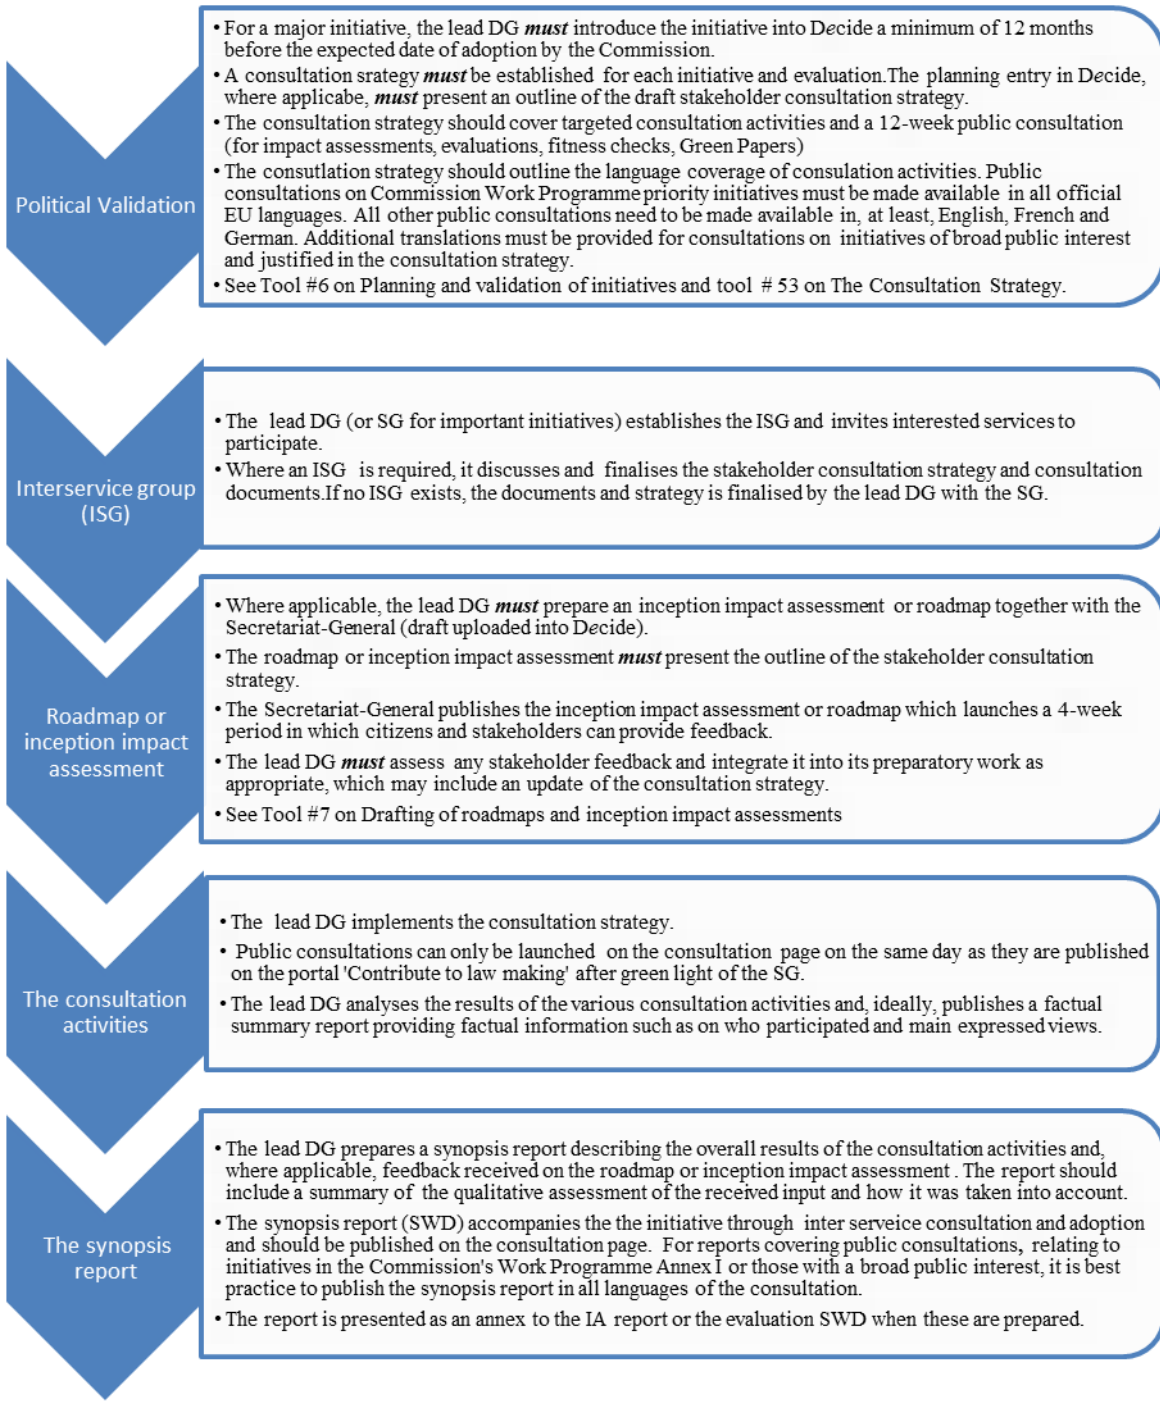 Political Validation
• For a major initiative, the lead DG must introduce the initiative into Decide a minimum of 12 months
before the expected date of adoption by the Commission.
• A consultation srategy must be established for each initiative and evaluation.The planning entry in Decide,
where applicabe, must present an outline of the draft stakeholder consultation strategy.
• The consultation strategy should cover targeted consultation activities and a 12-week public consultation
(for impact assessments, evaluations, fitness checks, Green Papers)
• The consutlation strategy should outline the language coverage of consulation activities. Public
consultations on Commission Work Programme priority initiatives must be made available in all official
EU languages. All other public consultations need to be made available in, at least, English, French and
German. Additional translations must be provided for consultations on initiatives of broad public interest
and justified in the consultation strategy.
• See Tool #6 on Planning and validation of initiatives and tool # 53 on The Consultation Strategy.
Interservice group
(ISG)
• The lead DG (or SG for important initiatives) establishes the ISG and invites interested services to
participate.
• Where an ISG is required, it discusses and finalises the stakeholder consultation strategy and consultation
documents.If no ISG exists, the documents and strategy is finalised by the lead DG with the SG.
Roadmap or
inception impact
assessment
• Where applicable, the lead DG must prepare an inception impact assessment or roadmap together with the
Secretariat-General (draft uploaded into Decide).
• The roadmap or inception impact assessment must present the outline of the stakeholder consultation
strategy.
• The Secretariat-General publishes the inception impact assessment or roadmap which launches a 4-week
period in which citizens and stakeholders can provide feedback.
• The lead DG must assess any stakeholder feedback and integrate it into its preparatory work as
appropriate, which may include an update of the consultation strategy.
• See Tool #7 on Drafting of roadmaps and inception impact assessments
The consultation
activities
• The lead DG implements the consultation strategy.
• Public consultations can only be launched on the consultation page on the same day as they are published
on the portal 'Contribute to law making' after green light of the SG.
• The lead DG analyses the results of the various consultation activities and, ideally, publishes a factual
summary report providing factual information such as on who participated and main expressed views.
The synopsis
report
• The lead DG prepares a synopsis report describing the overall results of the consultation activities and,
where applicable, feedback received on the roadmap or inception impact assessment . The report should
include a summary of the qualitative assessment of the received input and how it was taken into account.
• The synopsis report (SWD) accompanies the the initiative through inter serveice consultation and adoption
and should be published on the consultation page. For reports covering public consultations, relating to
initiatives in the Commission's Work Programme Annex I or those with a broad public interest, it is best
practice to publish the synopsis report in all languages of the consultation.
• The report is presented as an annex to the IA report or the evaluation SWD when these are prepared.